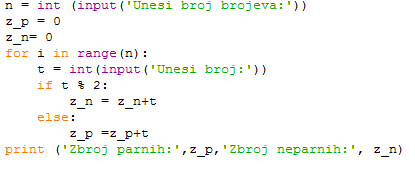 n = int (input('Unesi broj brojeva:'))
z_p = 0
z_n= 0
for i in range(n):
    t = int(input('Unesi broj:'))
    if t % 2:
        z_n = z_n+t
    else:
        z_p =z_p+t
print ('Zbroj parnih:',z_p,'Zbroj neparnih:', z_n)